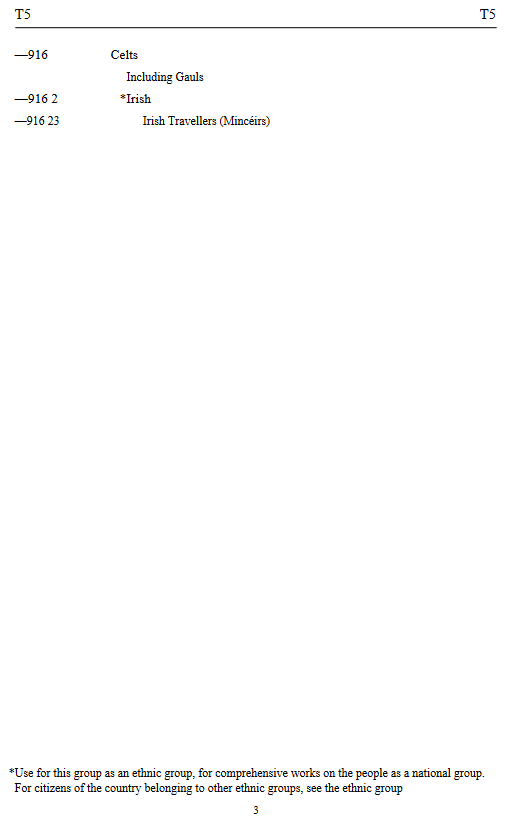 T5 T5
—916 Celts
Including Gauls
—916 2 *Irish
—916 23 Irish Travellers (Mincéirs)
*Use for this group as an ethnic group, for comprehensive works on the people as a national group.
For citizens of the country belonging to other ethnic groups, see the ethnic group
3